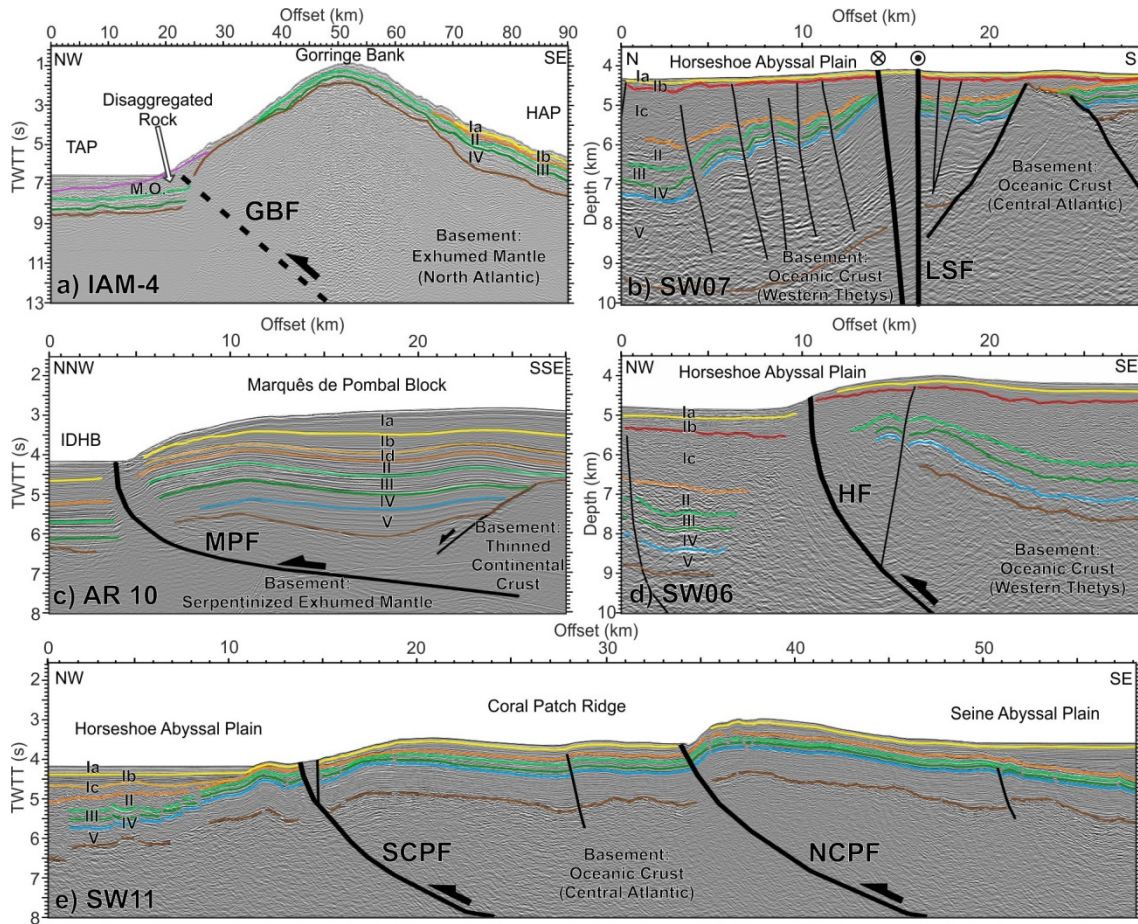 Offset (km)
0 10 20 30 40 50 60 70 80 90
NW
Gorringe Bank
SE
Disaggregated
Rock
TAP
HAP
M.O.
GBF
Ia
II
IV
Ib
III
Basement:
Exhumed Mantle
(North Atlantic)
TWTT (s)
1
3
5
6
7
9
11
13
a) IAM-4
Offset (km)
0 10 20
N
Horseshoe Abyssal Plain
S
Ia
Ib
Ic
II
III
IV
V
Depth (km)
4
5
6
7
8
9
10
Basement:
Oceanic Crust
(Western Thetys)
Basement:
Oceanic Crust
(Central Atlantic)
LSF
b) SW07
Offset (km)
0 10 20
NNW
SSE
Marquês de Pombal Block
IDHB
Ia
Ib
Id
II
III
IV
V
TWTT (s)
2
3
4
5
6
7
8
MPF
Basement:
Thinned
Continental
Crust
Basement:
Serpentinized Exhumed Mantle
c) AR 10
Offset (km)
0 10 20
NW
Horseshoe Abyssal Plain
SE
Ia
Ib
Ic
II
III
IV
V
Depth (km)
4
5
6
7
8
9
10
HF
Basement:
Oceanic Crust
(Western Thetys)
d) SW06
Offset (km)
0 10 20 30 40 50
NW
SE
Horseshoe Abyssal Plain
Coral Patch Ridge
Seine Abyssal Plain
Ia
Ib
Ic
II
III
IV
V
TWTT (s)
2
3
4
5
6
7
8
SCPF
Basement:
Oceanic Crust
(Central Atlantic)
NCPF
e) SW11